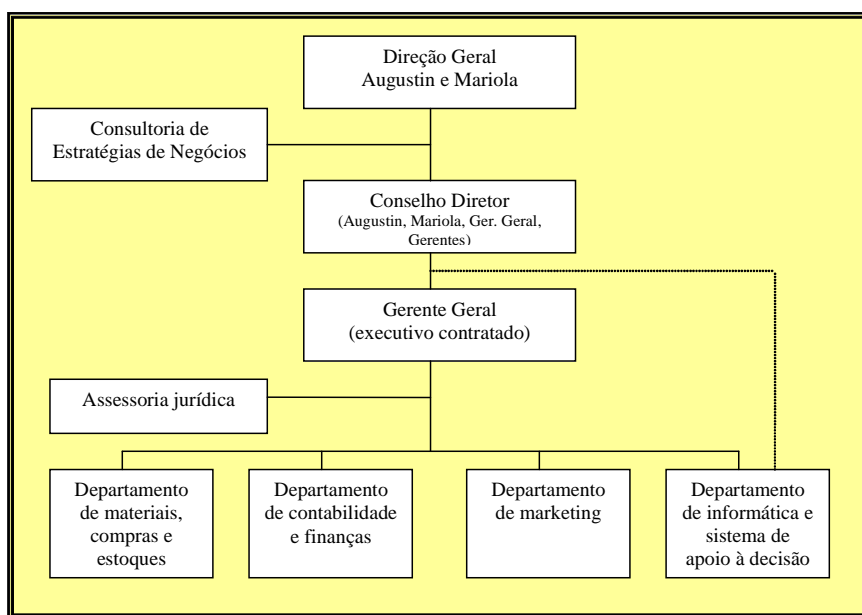 Direção Geral
Augustin e Mariola
Consultoria de
Estratégias de Negócios
Conselho Diretor
(Augustin, Mariola, Ger. Geral,
Gerentes)
Gerente Geral
(executivo contratado)
Assessoria jurídica
Departamento
de materiais,
compras e
estoques
Departamento
de contabilidade
e finanças
Departamento
de marketing
Departamento
de informática e
sistema de
apoio à decisão